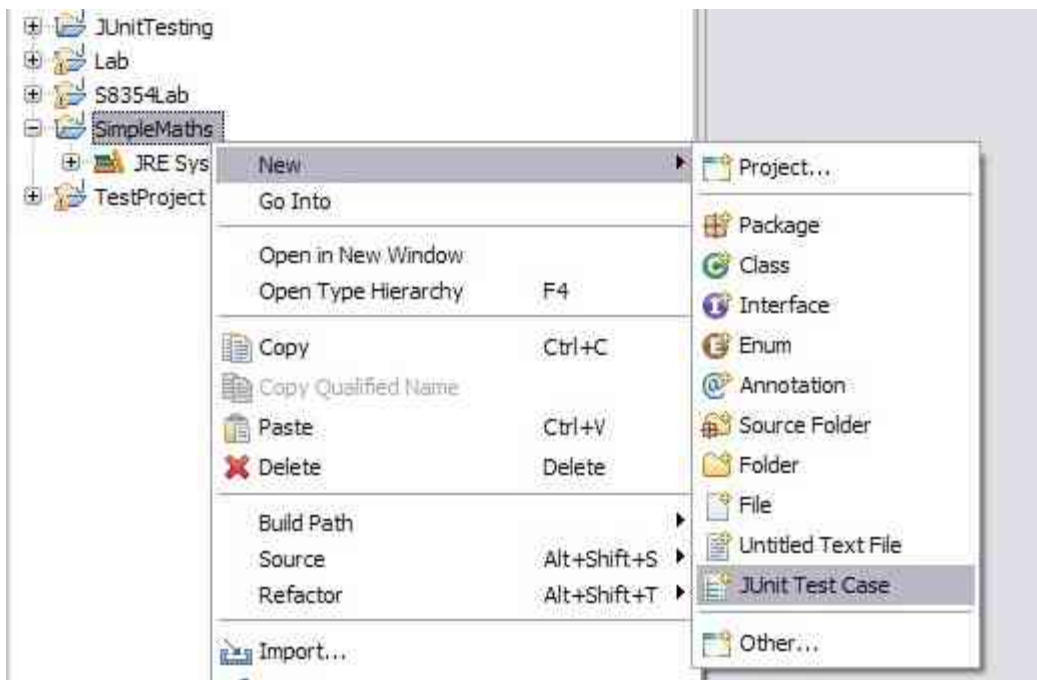 JUnitTesting
Lab
S8354Lab
SimpleMaths
JRE Sys
TestProject
New
Go Into
Open in New Window
Open Type Hierarchy F4
Copy Ctrl+C
Copy Qualified Name
Paste Ctrl+V
Delete Delete
Build Path
Source Alt+Shift+S
Refactor Alt+Shift+T
Import...
Project...
Package
Class
Interface
Enum
Annotation
Source Folder
Folder
File
Untitled Text File
JUnit Test Case
Other...